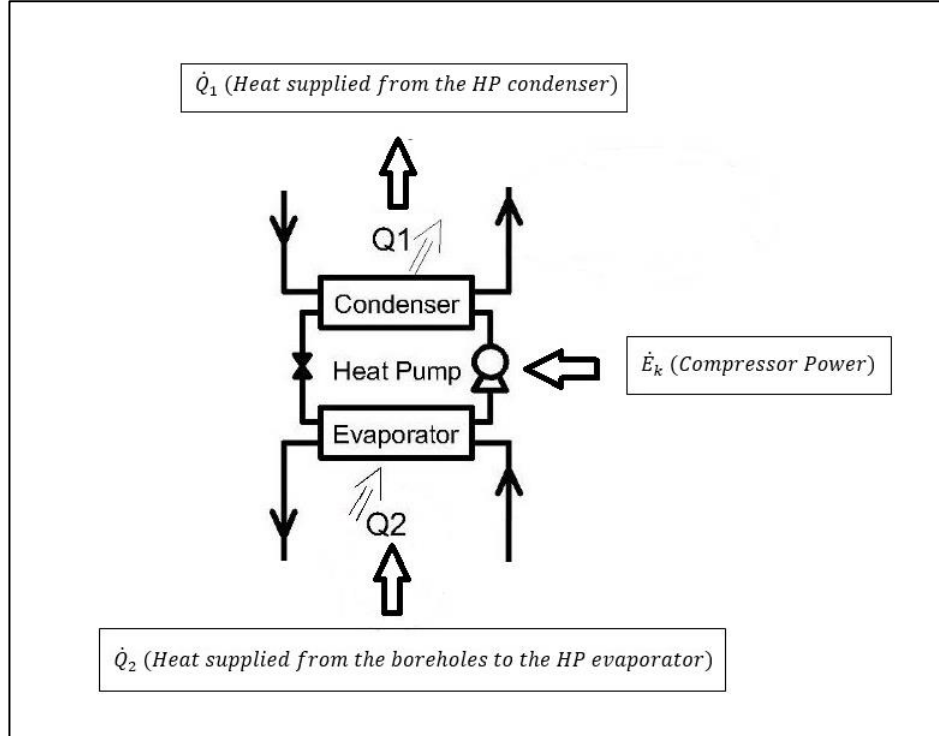 Q̇₁ (Heat supplied from the HP condenser)
Q1
Condenser
Heat Pump
Ė_k (Compressor Power)
Evaporator
Q2
Q̇₂ (Heat supplied from the boreholes to the HP evaporator)